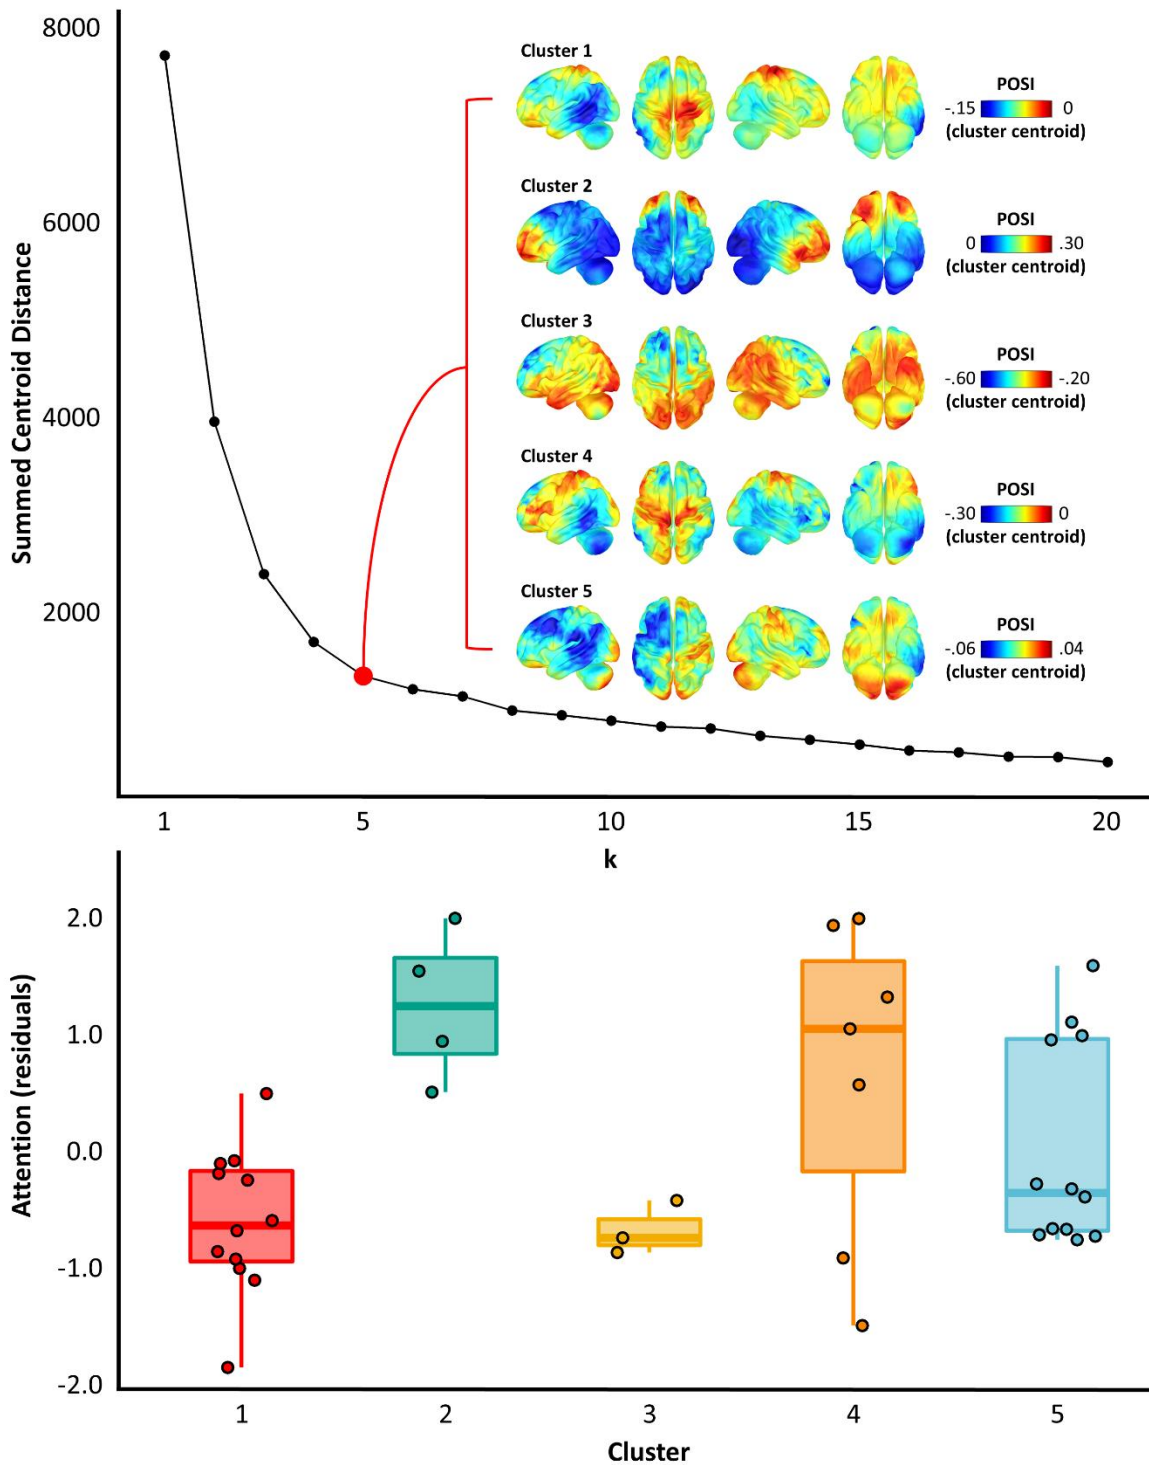 8000
6000
4000
2000
Summed Centroid Distance
Cluster 1
POSI
-.15 0
(cluster centroid)
Cluster 2
POSI
0 .30
(cluster centroid)
Cluster 3
POSI
-.60 -.20
(cluster centroid)
Cluster 4
POSI
-.30 0
(cluster centroid)
Cluster 5
POSI
-.06 .04
(cluster centroid)
1 5 10 15 20
k
2.0
1.0
0.0
-1.0
-2.0
Attention (residuals)
1 2 3 4 5
Cluster